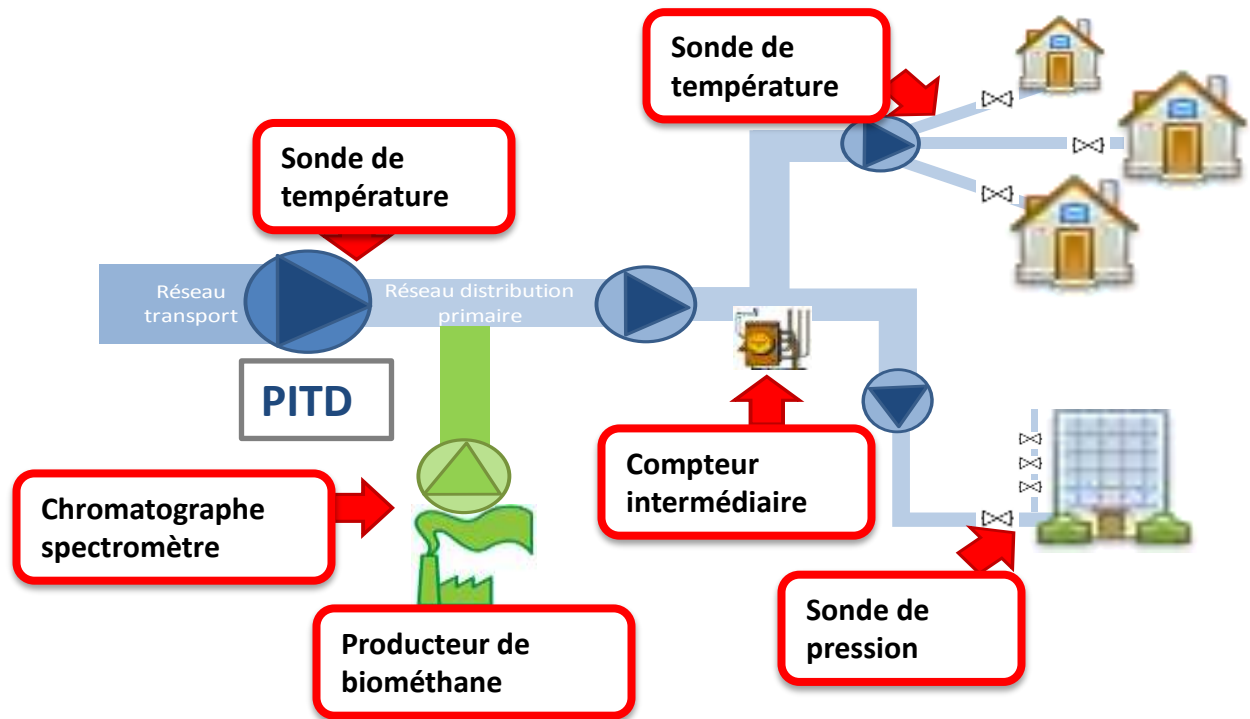 Sonde de
température
Sonde de
température
Réseau
transport
Réseau distribution
primaire
PITD
Compteur
intermédiaire
Chromatographe
spectromètre
Sonde de
pression
Producteur de
biométhane